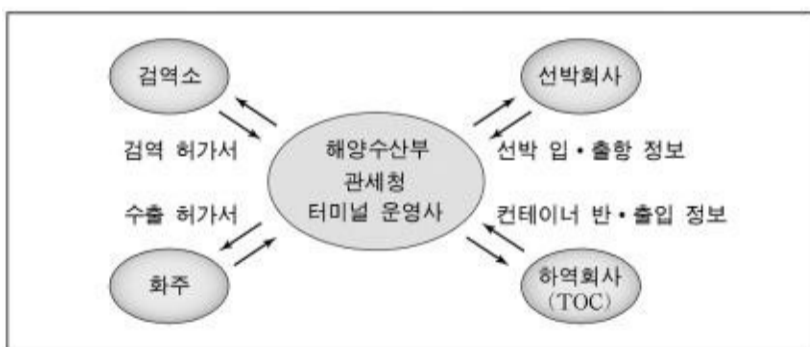 검역소
선박회사
검역 허가서
해양수산부
관세청
터미널 운영사
선박 입·출항 정보
수출 허가서
컨테이너 반·출입 정보
화주
하역회사
(TOC)